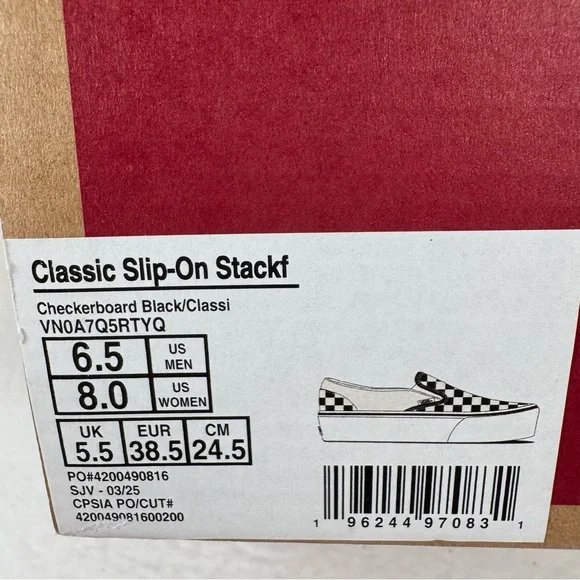 Classic Slip-On Stackf
Checkerboard Black/Classi
VN0A7Q5RTYQ
6.5 US MEN
8.0 US WOMEN
UK EUR CM
5.5 38.5 24.5
PO#4200490816
SJV - 03/25
CPSIA PO/CUT#
420049081600200
1 96244 97083 1